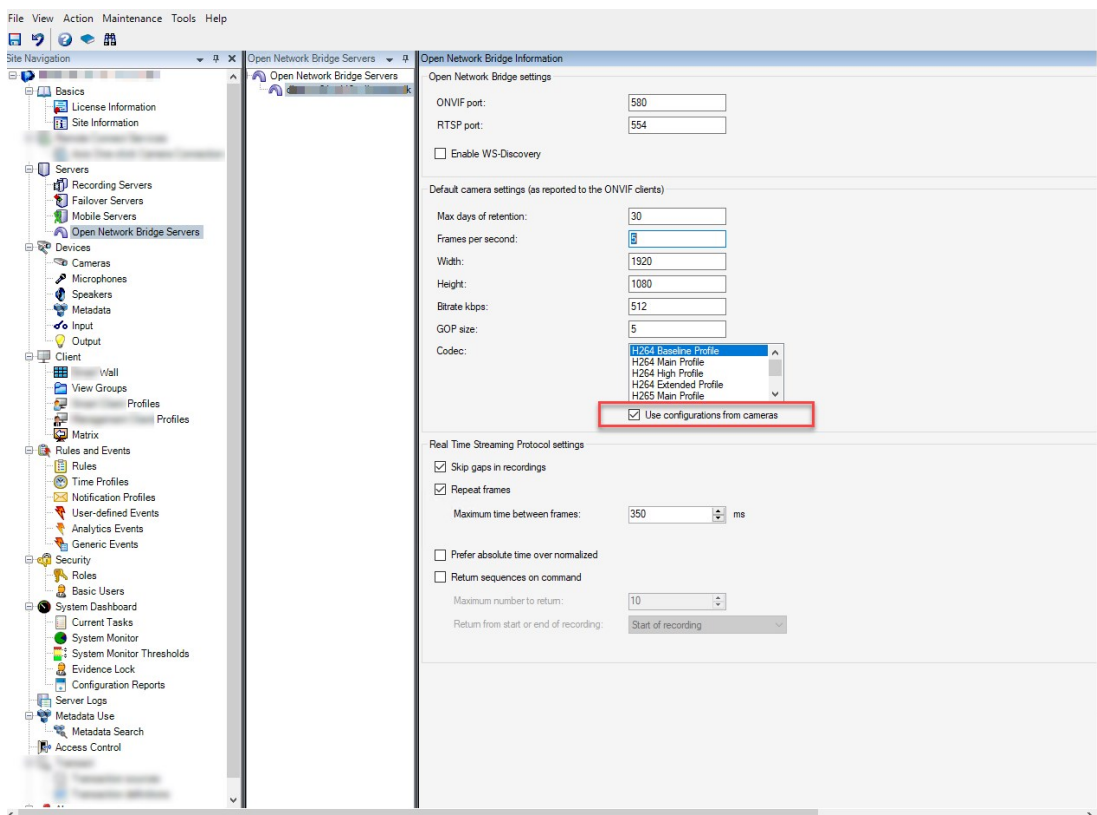 File View Action Maintenance Tools Help
Site Navigation
Open Network Bridge Servers
Open Network Bridge Information
Basics
License Information
Site Information
Servers
Recording Servers
Failover Servers
Mobile Servers
Open Network Bridge Servers
Devices
Cameras
Microphones
Speakers
Metadata
Input
Output
Client
Wall
View Groups
Profiles
Profiles
Matrix
Rules and Events
Rules
Time Profiles
Notification Profiles
User-defined Events
Analytics Events
Generic Events
Security
Roles
Basic Users
System Dashboard
Current Tasks
System Monitor
System Monitor Thresholds
Evidence Lock
Configuration Reports
Server Logs
Metadata Use
Metadata Search
Access Control
Open Network Bridge Servers
Open Network Bridge settings
ONVIF port: 580
RTSP port: 554
Enable WS-Discovery
Default camera settings (as reported to the ONVIF clients)
Max days of retention: 30
Frames per second: 5
Width: 1920
Height: 1080
Bitrate kbps: 512
GOP size: 5
Codec: H264 Baseline Profile
H264 Main Profile
H264 High Profile
H264 Extended Profile
H265 Main Profile
Use configurations from cameras
Real Time Streaming Protocol settings
Skip gaps in recordings
Repeat frames
Maximum time between frames: 350 ms
Prefer absolute time over normalized
Return sequences on command
Maximum number to return: 10
Return from start or end of recording: Start of recording